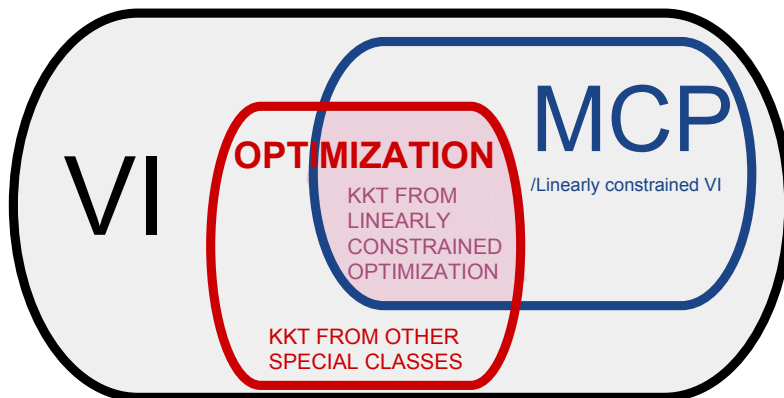 VI
OPTIMIZATION
MCP
/Linearly constrained VI
KKT FROM
LINEARLY
CONSTRAINED
OPTIMIZATION
KKT FROM OTHER
SPECIAL CLASSES